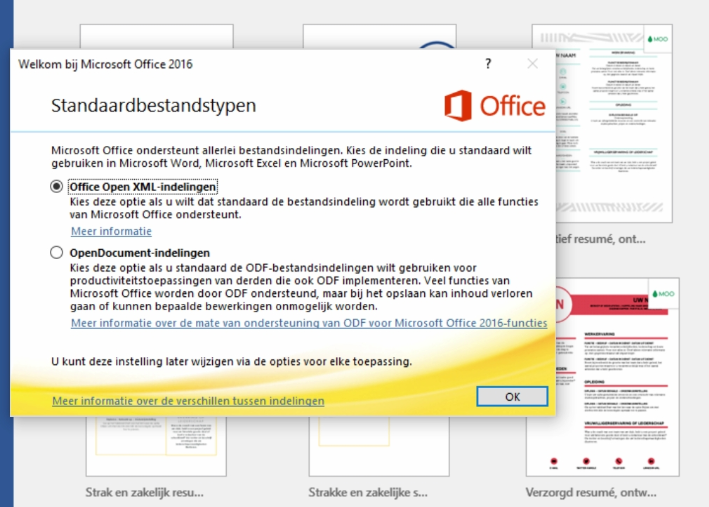 MOO
Welkom bij Microsoft Office 2016
?
Standaardbestandstypen
Office
Microsoft Office ondersteunt allerlei bestandsindelingen. Kies de indeling die u standaard wilt
gebruiken in Microsoft Word, Microsoft Excel en Microsoft PowerPoint.
Office Open XML-indelingen
Kies deze optie als u wilt dat standaard de bestandsindeling wordt gebruikt die alle functies
van Microsoft Office ondersteunt.
Meer informatie
OpenDocument-indelingen
Kies deze optie als u standaard de ODF-bestandsindelingen wilt gebruiken voor
productiviteitstoepassingen van derden die ook ODF implementeren. Veel functies van
Microsoft Office worden door ODF ondersteund, maar bij het opslaan kan inhoud verloren
gaan of kunnen bepaalde bewerkingen onmogelijk worden.
Meer informatie over de mate van ondersteuning van ODF voor Microsoft Office 2016-functies
U kunt deze instelling later wijzigen via de opties voor elke toepassing.
Meer informatie over de verschillen tussen indelingen
OK
tief resumé, ont...
MOO
UW N
WERKERVARING
OPLEIDING
VRIJWILLIGERSERVARING OF LEIDERSCHAP
Strak en zakelijk resu...
Strakke en zakelijke s...
Verzorgd resumé, ontw...